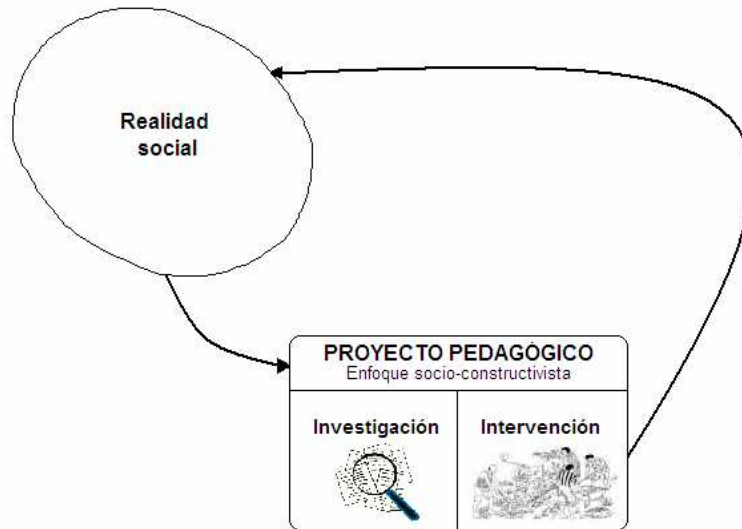 Realidad
social
PROYECTO PEDAGÓGICO
Enfoque socio-constructivista
Investigación
Intervención